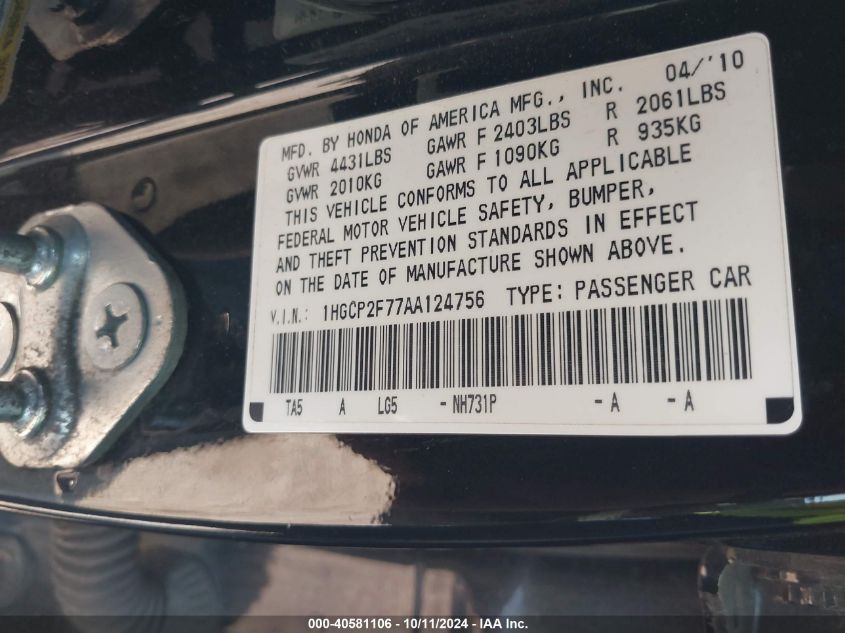 MFD. BY HONDA OF AMERICA MFG., INC. 04/'10
GVWR 4431LBS GAWR F 2403LBS R 2061LBS
GVWR 2010KG GAWR F 1090KG R 935KG
THIS VEHICLE CONFORMS TO ALL APPLICABLE
FEDERAL MOTOR VEHICLE SAFETY, BUMPER,
AND THEFT PREVENTION STANDARDS IN EFFECT
ON THE DATE OF MANUFACTURE SHOWN ABOVE.
V.I.N.: 1HGCP2F77AA124756 TYPE: PASSENGER CAR
TA5 A LG5 -NH731P -A -A
000-40581106 - 10/11/2024 - IAA Inc.